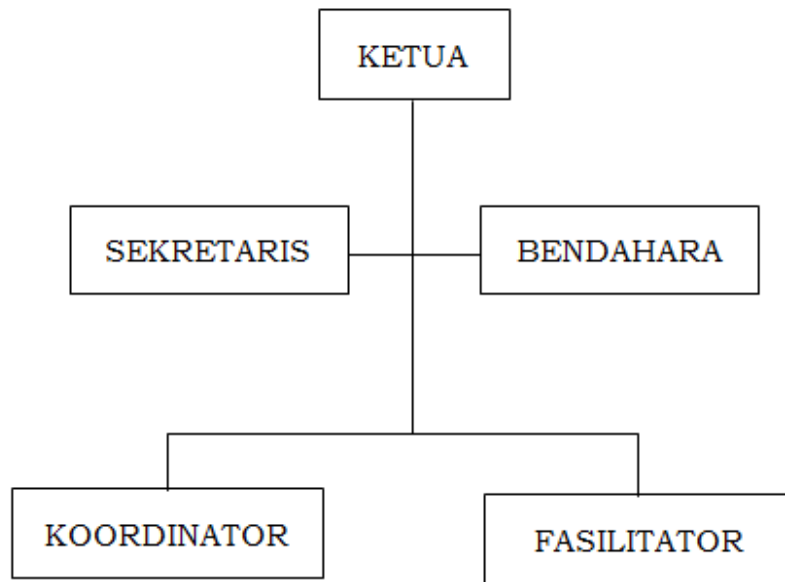 KETUA
SEKRETARIS
BENDAHARA
KOORDINATOR
FASILITATOR